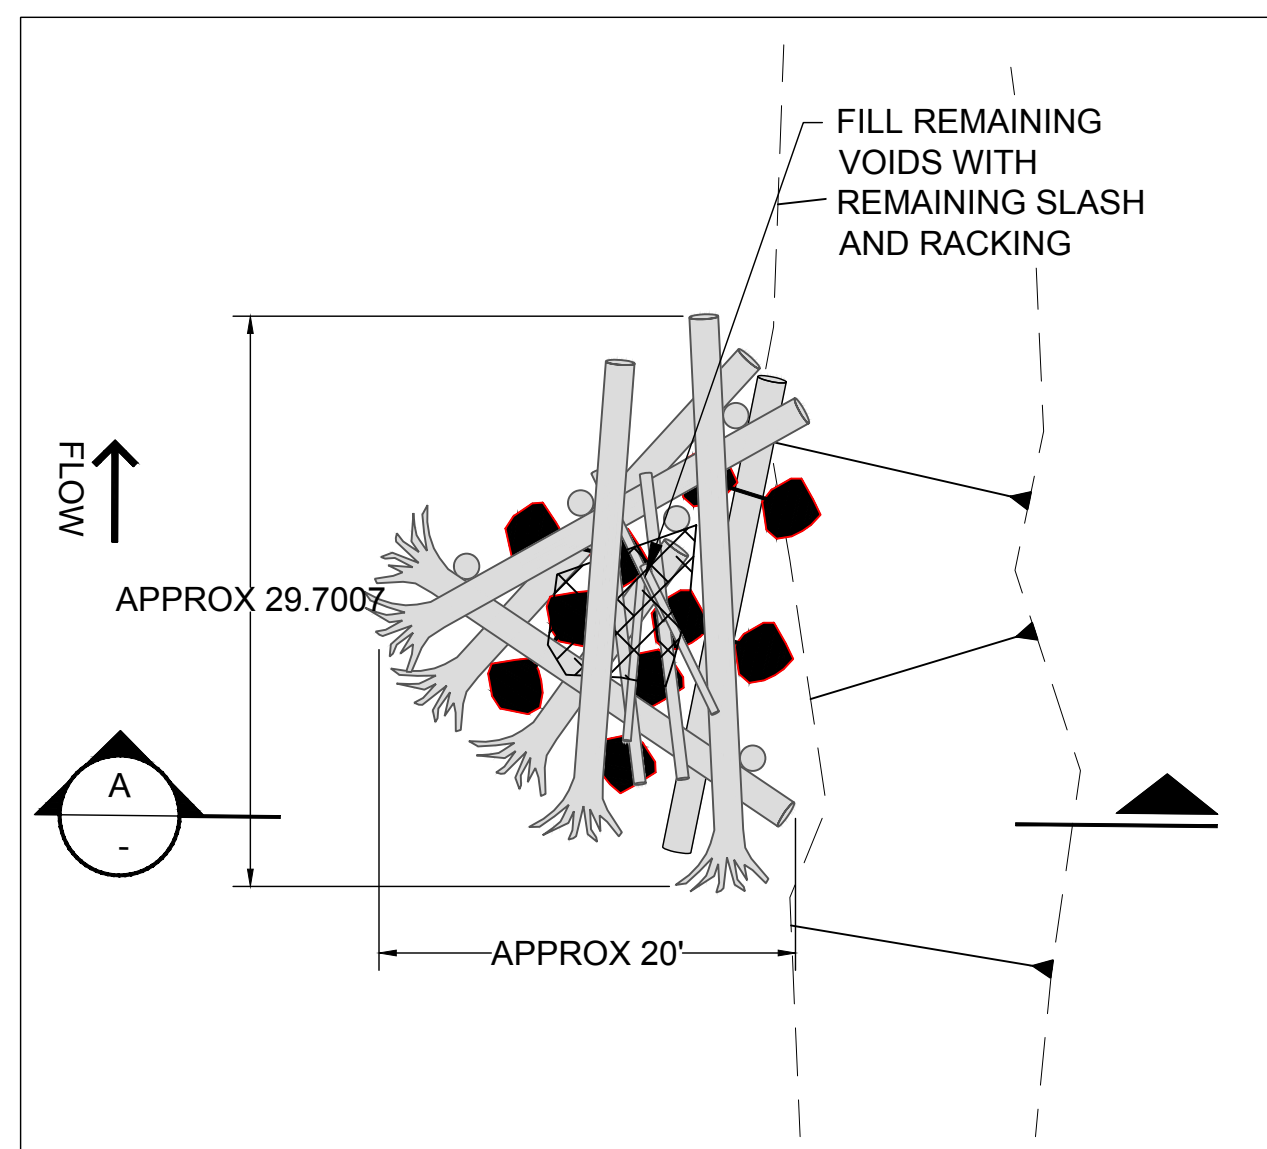 FILL REMAINING
VOIDS WITH
REMAINING SLASH
AND RACKING
FLOW
APPROX 29.7007
A
-
APPROX 20'